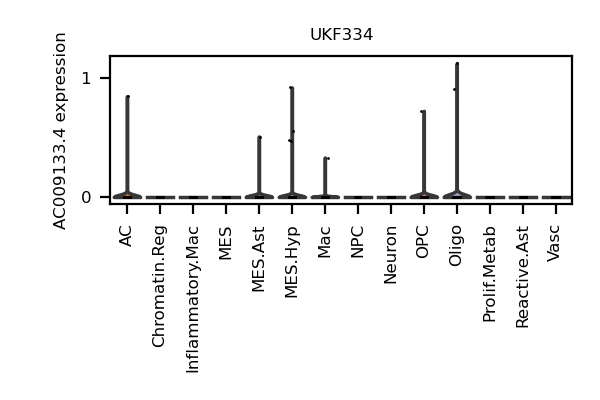 UKF334
AC009133.4 expression
1
0
AC
Chromatin.Reg
Inflammatory.Mac
MES
MES.Ast
MES.Hyp
Mac
NPC
Neuron
OPC
Oligo
Prolif.Metab
Reactive.Ast
Vasc